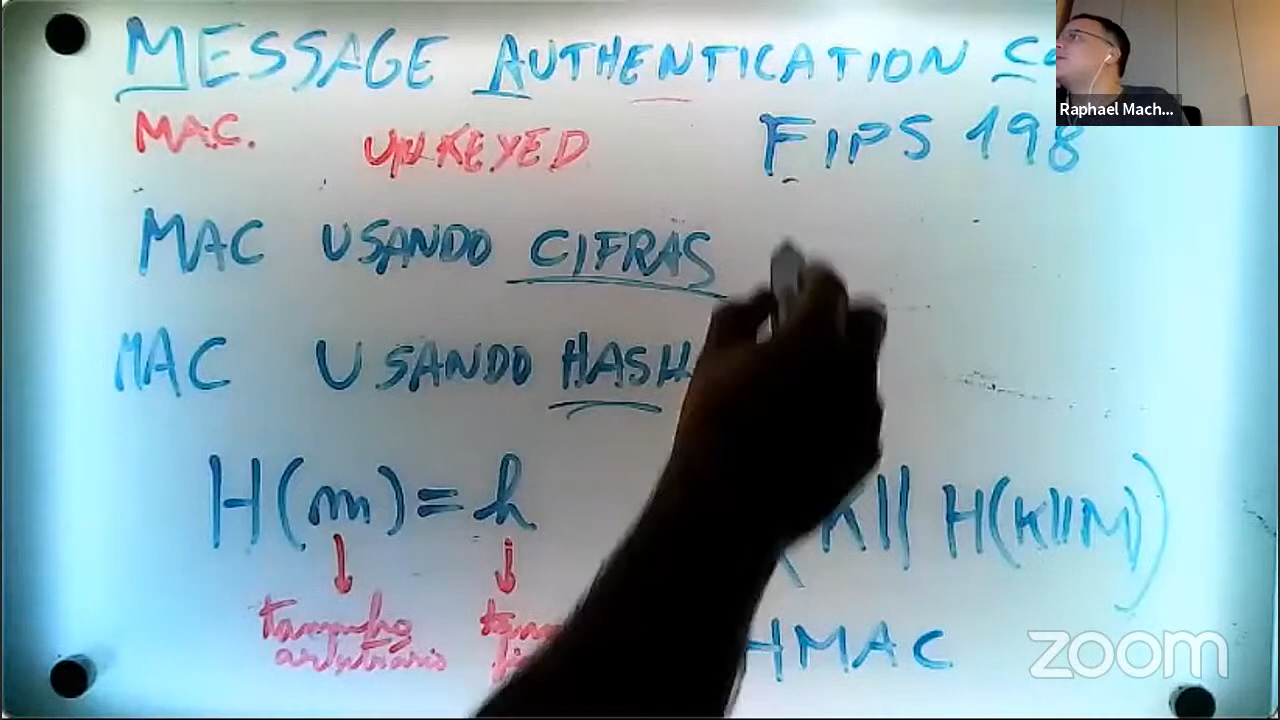 MESSAGE AUTHENTICATION
Raphael Mach...
MAC. UNKEYED FIPS 198
MAC USANDO CIFRAS
MAC USANDO HASH
H(m)=h K|| H(K||M))
tamanho
arbitrário
HMAC
zoom